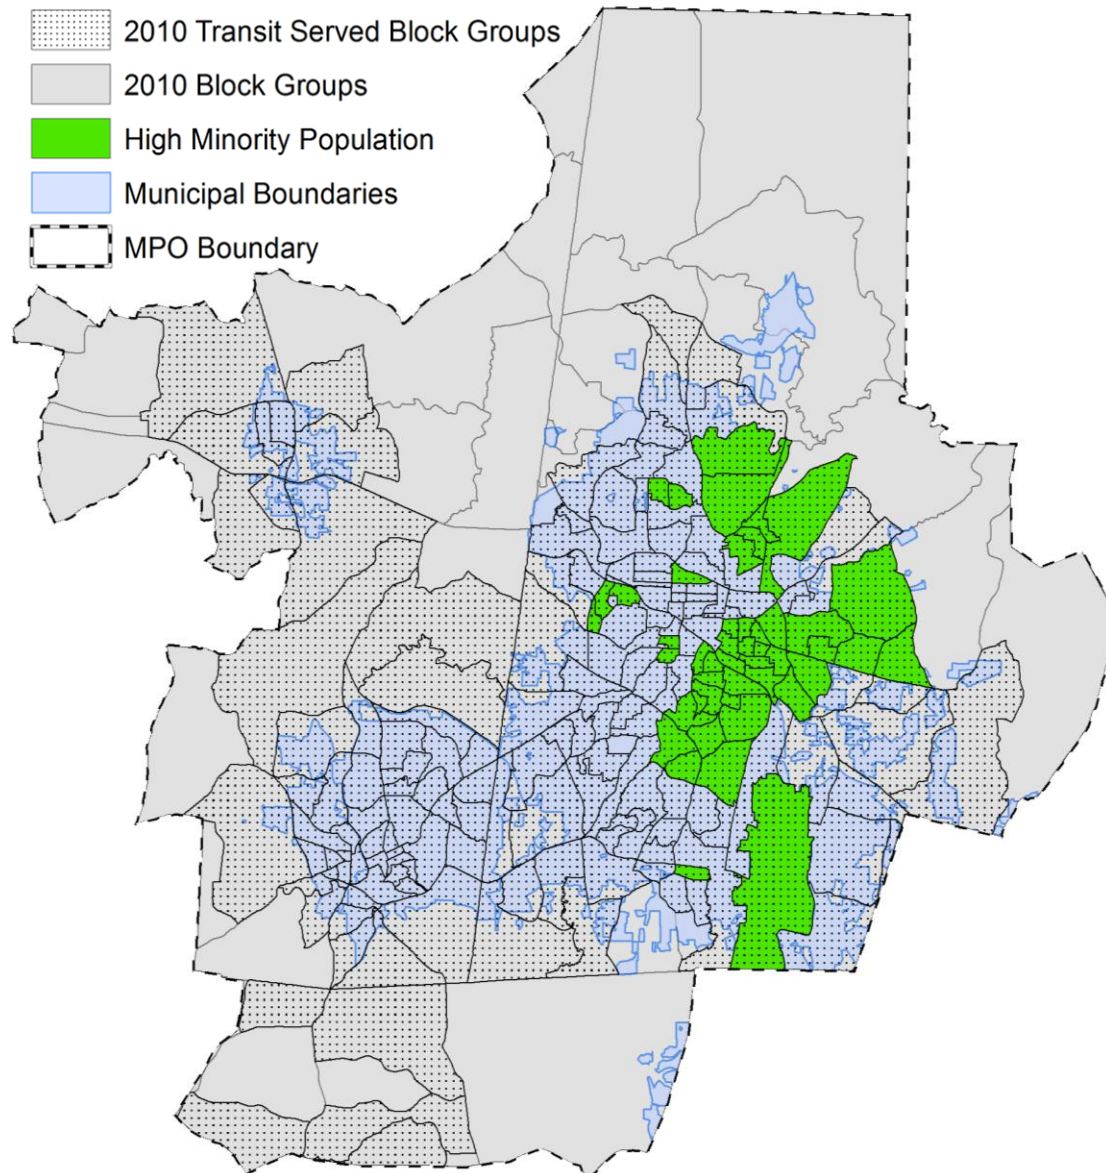 2010 Transit Served Block Groups
2010 Block Groups
High Minority Population
Municipal Boundaries
MPO Boundary